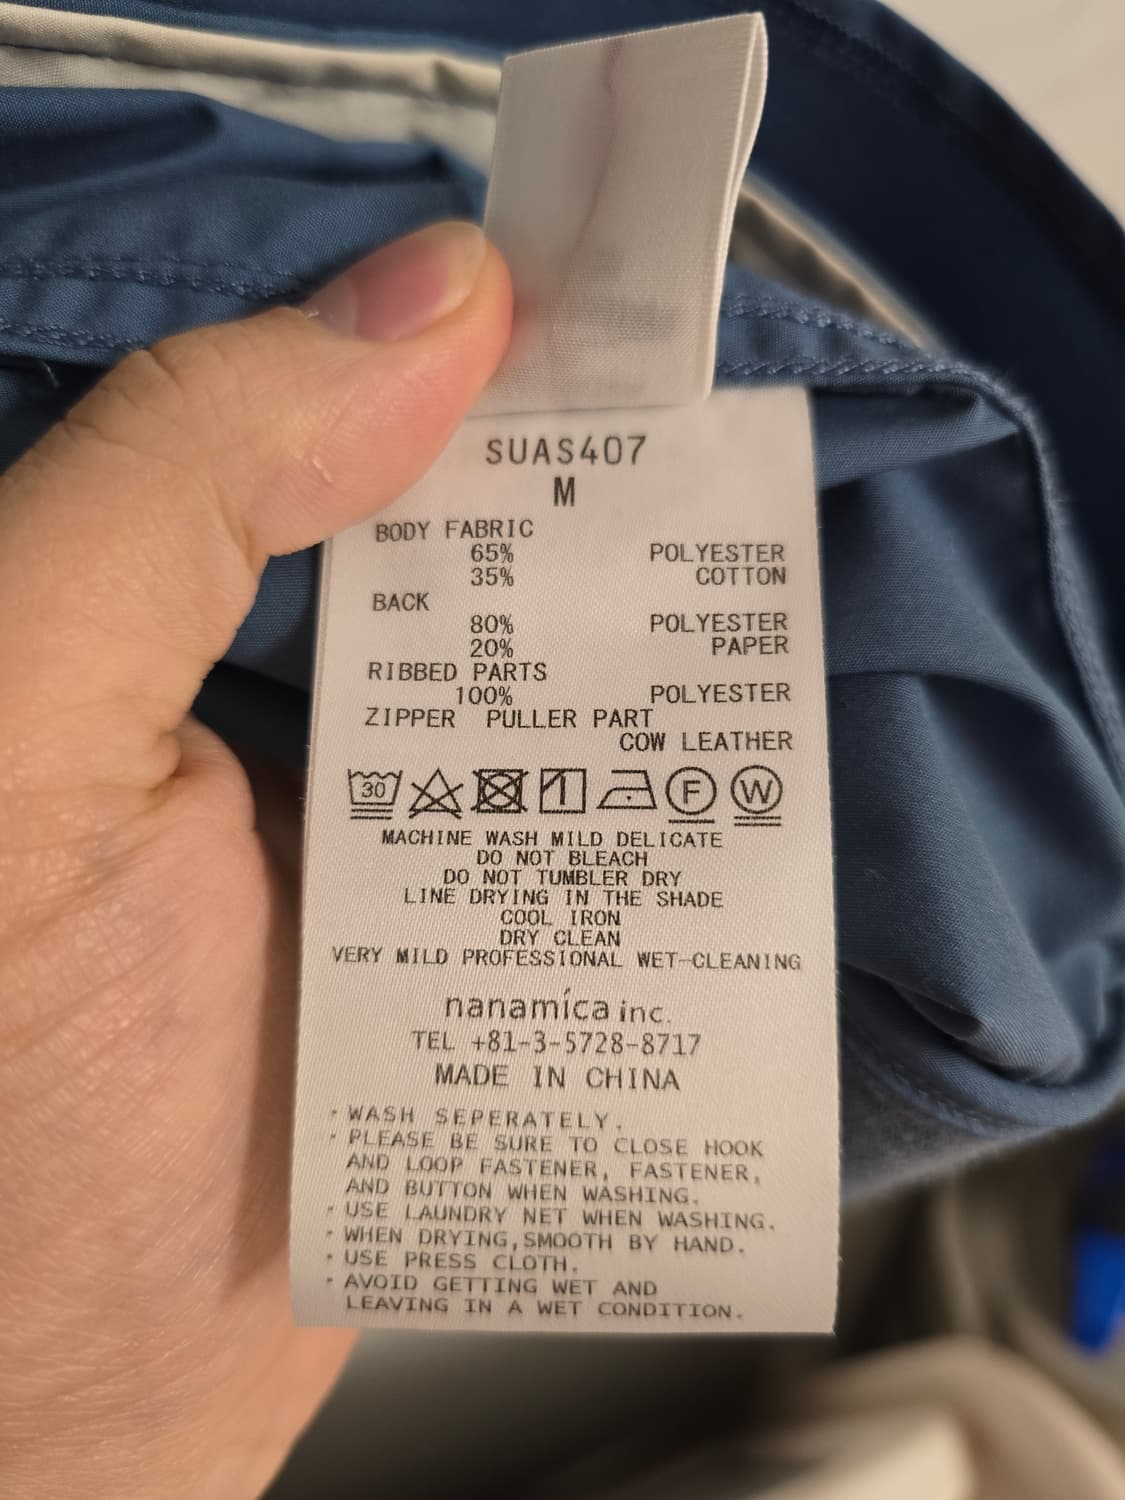 SUAS407
M
BODY FABRIC
65% POLYESTER
35% COTTON
BACK
80% POLYESTER
20% PAPER
RIBBED PARTS
100% POLYESTER
ZIPPER PULLER PART
COW LEATHER
30 F W
MACHINE WASH MILD DELICATE
DO NOT BLEACH
DO NOT TUMBLER DRY
LINE DRYING IN THE SHADE
COOL IRON
DRY CLEAN
VERY MILD PROFESSIONAL WET-CLEANING
nanamíca inc.
TEL +81-3-5728-8717
MADE IN CHINA
・WASH SEPERATELY.
・PLEASE BE SURE TO CLOSE HOOK
AND LOOP FASTENER, FASTENER,
AND BUTTON WHEN WASHING.
・USE LAUNDRY NET WHEN WASHING.
・WHEN DRYING,SMOOTH BY HAND.
・USE PRESS CLOTH.
・AVOID GETTING WET AND
LEAVING IN A WET CONDITION.